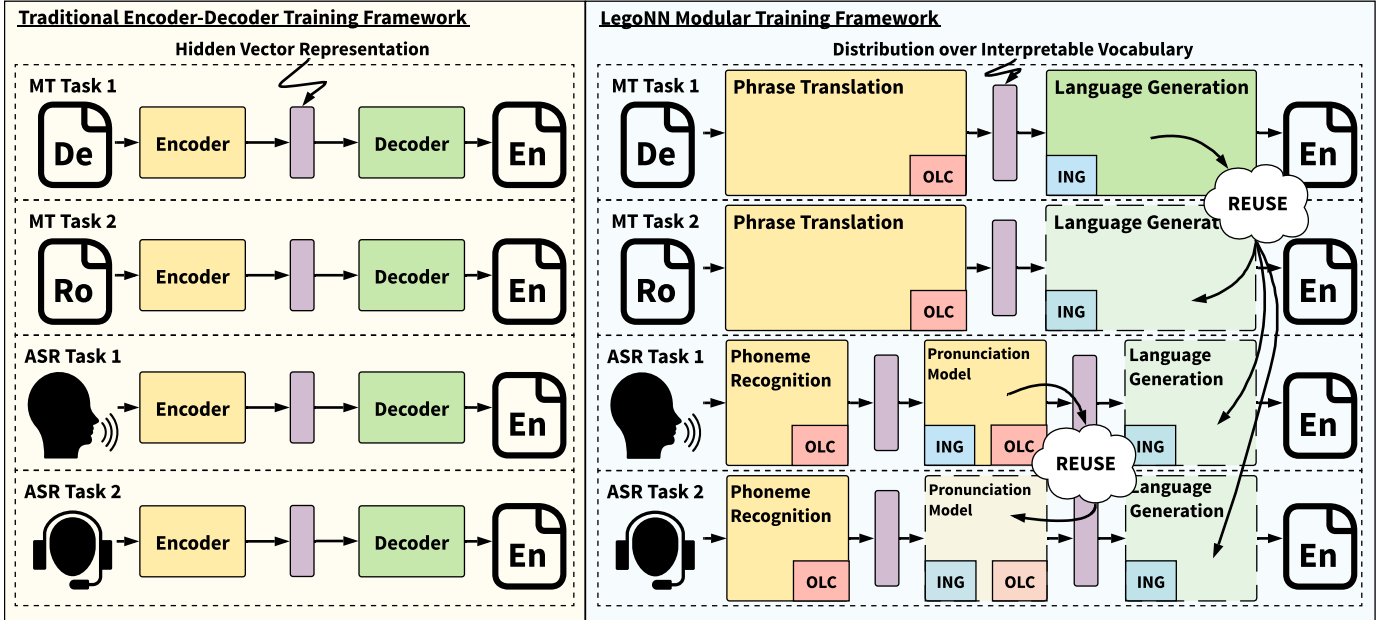 Traditional Encoder-Decoder Training Framework
Hidden Vector Representation
MT Task 1
De
Encoder
Decoder
En
MT Task 2
Ro
Encoder
Decoder
En
ASR Task 1
Encoder
Decoder
En
ASR Task 2
Encoder
Decoder
En
LegoNN Modular Training Framework
Distribution over Interpretable Vocabulary
MT Task 1
De
Phrase Translation
OLC
Language Generation
ING
En
REUSE
MT Task 2
Ro
Phrase Translation
OLC
Language Generat
ING
En
ASR Task 1
Phoneme
Recognition
OLC
Pronunciation
Model
ING
OLC
Language
Generation
ING
En
REUSE
ASR Task 2
Phoneme
Recognition
OLC
Pronunciation
Model
ING
OLC
Language
Generation
ING
En